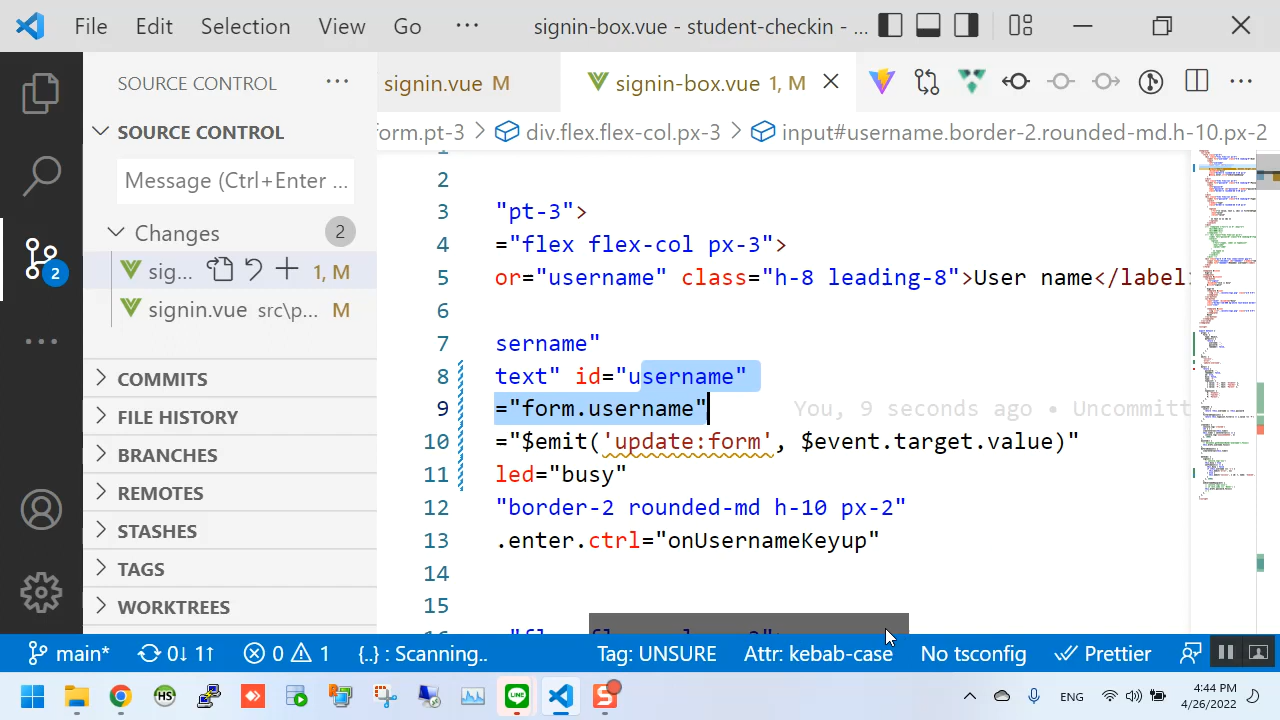 File Edit Selection View Go ··· signin-box.vue - student-checkin - ...
SOURCE CONTROL ···
signin.vue M
signin-box.vue 1, M
form.pt-3 > div.flex.flex-col.px-3 > input#username.border-2.rounded-md.h-10.px-2
SOURCE CONTROL
Message (Ctrl+Enter ...
Changes 2
sig... 1, M
signin.vue src\p... M
2
COMMITS
FILE HISTORY
BRANCHES
REMOTES
STASHES
TAGS
WORKTREES
1
2
3 "pt-3">
4 ="flex flex-col px-3">
5 or="username" class="h-8 leading-8">User name</label
6
7 sername"
8 text" id="username"
9 ="form.username" You, 9 seconds ago • Uncommitt
10 ="$emit('update:form', $event.target.value)"
11 led="busy"
12 "border-2 rounded-md h-10 px-2"
13 .enter.ctrl="onUsernameKeyup"
14
15
main* 0↓ 1↑ 0 1 {..} : Scanning.. Tag: UNSURE Attr: kebab-case No tsconfig Prettier
HS
LINE
S
ENG
4:44 PM
4/26/2022